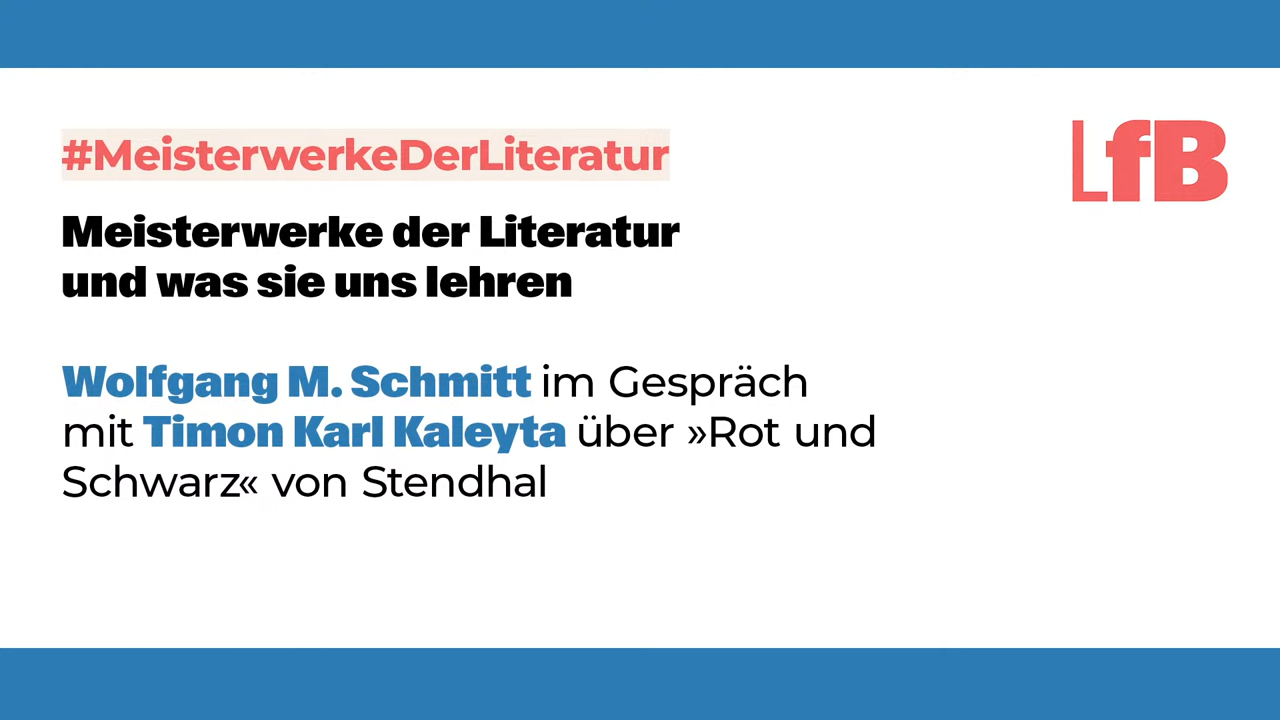 #MeisterwerkeDerLiteratur
LfB
Meisterwerke der Literatur
und was sie uns lehren
Wolfgang M. Schmitt im Gespräch
mit Timon Karl Kaleyta über »Rot und
Schwarz« von Stendhal